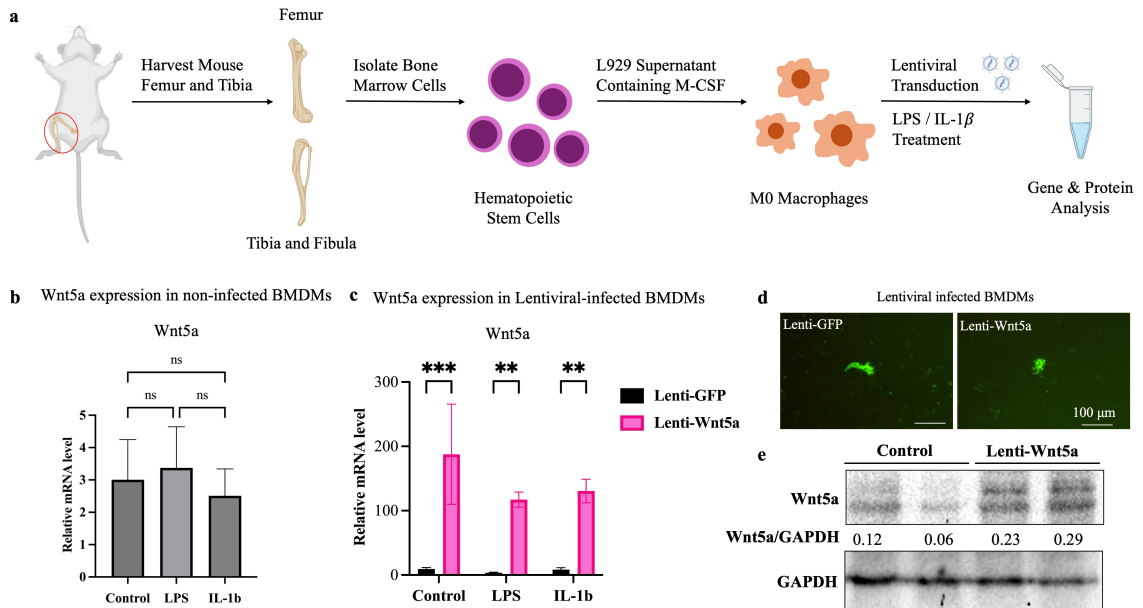 a
Femur
Harvest Mouse
Femur and Tibia
Isolate Bone
Marrow Cells
L929 Supernatant
Containing M-CSF
Lentiviral
Transduction
LPS / IL-1β
Treatment
Hematopoietic
Stem Cells
M0 Macrophages
Gene & Protein
Analysis
Tibia and Fibula
b
Wnt5a expression in non-infected BMDMs
Wnt5a
ns
ns
ns
Relative mRNA level
5
4
3
2
1
0
Control
LPS
IL-1b
c
Wnt5a expression in Lentiviral-infected BMDMs
Wnt5a
***
**
**
Relative mRNA level
300
200
100
0
Control
LPS
IL-1b
Lenti-GFP
Lenti-Wnt5a
d
Lentiviral infected BMDMs
Lenti-GFP
Lenti-Wnt5a
100 μm
e
Control
Lenti-Wnt5a
Wnt5a
Wnt5a/GAPDH
0.12
0.06
0.23
0.29
GAPDH